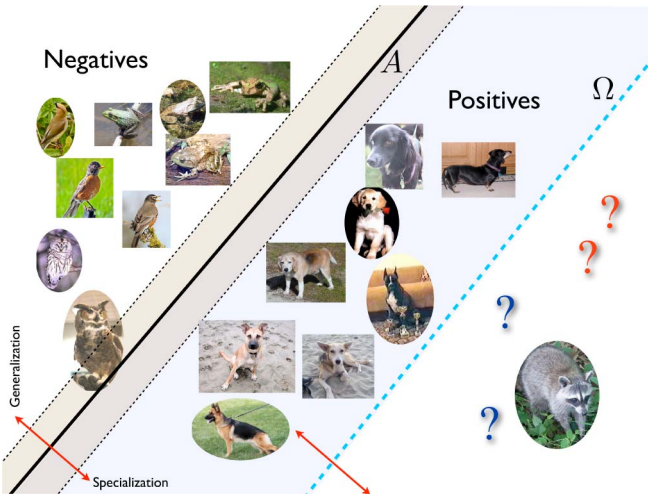 Negatives
A
Positives
Ω
?
?
?
?
Generalization
Specialization